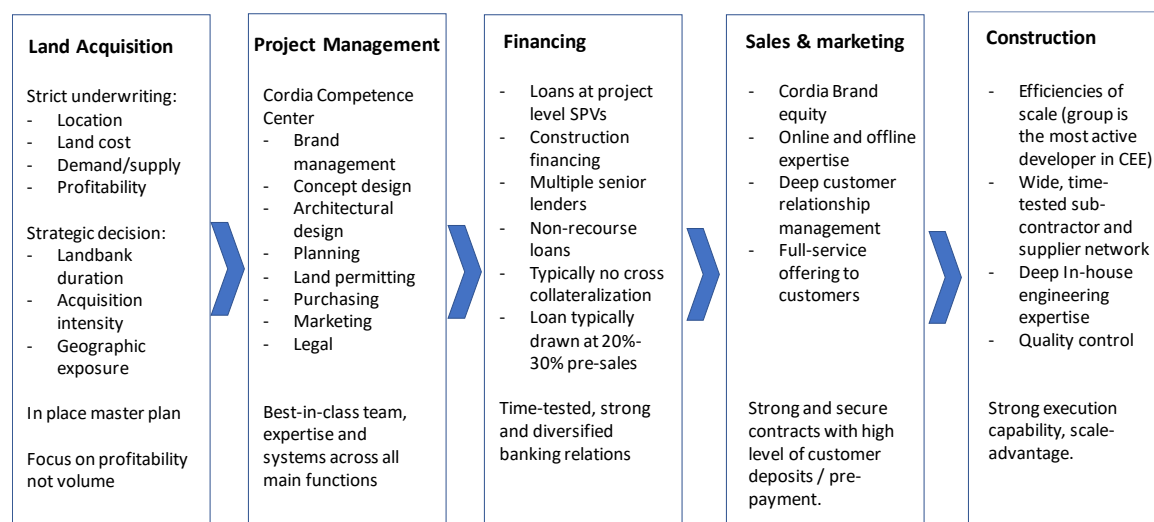 Land Acquisition
Strict underwriting:
- Location
- Land cost
- Demand/supply
- Profitability
Strategic decision:
- Landbank
duration
- Acquisition
intensity
- Geographic
exposure
In place master plan
Focus on profitability
not volume
Project Management
Cordia Competence
Center
- Brand
management
- Concept design
- Architectural
design
- Planning
- Land permitting
- Purchasing
- Marketing
- Legal
Best-in-class team,
expertise and
systems across all
main functions
Financing
- Loans at project
level SPVs
- Construction
financing
- Multiple senior
lenders
- Non-recourse
loans
- Typically no cross
collateralization
- Loan typically
drawn at 20%-
30% pre-sales
Time-tested, strong
and diversified
banking relations
Sales & marketing
- Cordia Brand
equity
- Online and offline
expertise
- Deep customer
relationship
management
- Full-service
offering to
customers
Strong and secure
contracts with high
level of customer
deposits / pre-
payment.
Construction
- Efficiencies of
scale (group is
the most active
developer in CEE)
- Wide, time-
tested sub-
contractor and
supplier network
- Deep In-house
engineering
expertise
- Quality control
Strong execution
capability, scale-
advantage.